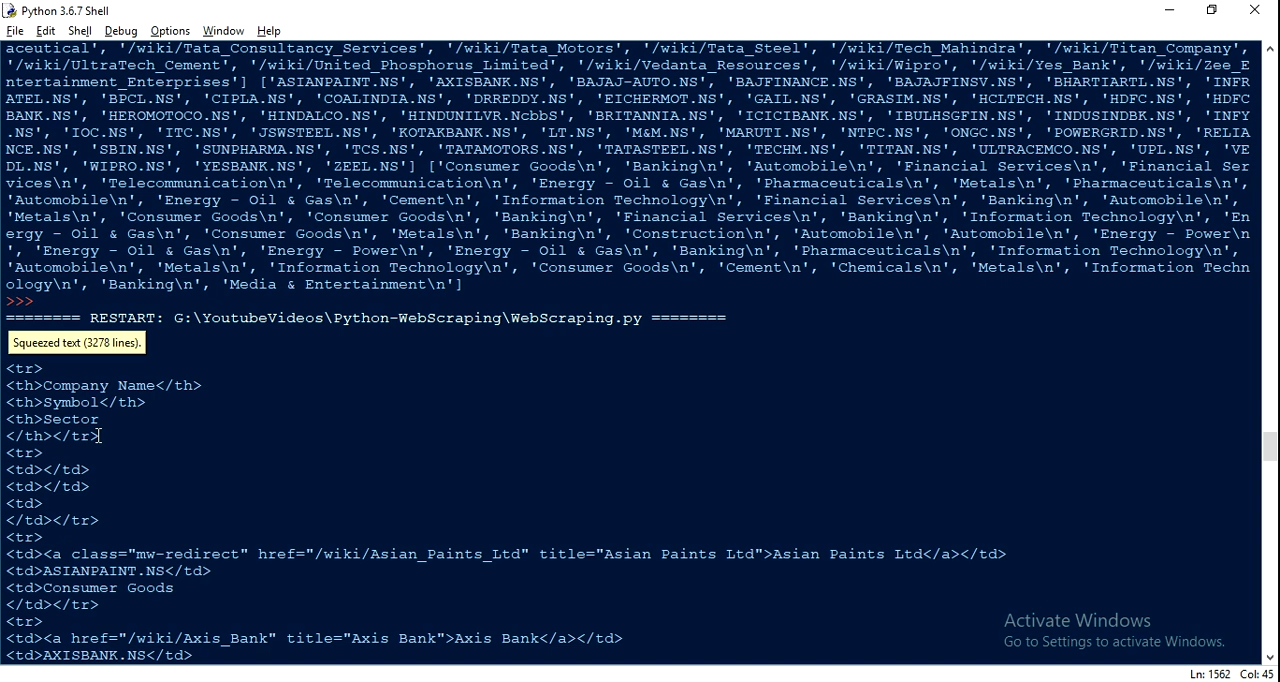 Python 3.6.7 Shell
File Edit Shell Debug Options Window Help
aceutical', '/wiki/Tata_Consultancy_Services', '/wiki/Tata_Motors', '/wiki/Tata_Steel', '/wiki/Tech_Mahindra', '/wiki/Titan_Company',
'/wiki/UltraTech_Cement', '/wiki/United_Phosphorus_Limited', '/wiki/Vedanta_Resources', '/wiki/Wipro', '/wiki/Yes_Bank', '/wiki/Zee_E
ntertainment_Enterprises'] ['ASIANPAINT.NS', 'AXISBANK.NS', 'BAJAJ-AUTO.NS', 'BAJFINANCE.NS', 'BAJAJFINSV.NS', 'BHARTIARTL.NS', 'INFR
ATEL.NS', 'BPCL.NS', 'CIPLA.NS', 'COALINDIA.NS', 'DRREDDY.NS', 'EICHERMOT.NS', 'GAIL.NS', 'GRASIM.NS', 'HCLTECH.NS', 'HDFC.NS', 'HDFC
BANK.NS', 'HEROMOTOCO.NS', 'HINDALCO.NS', 'HINDUNILVR.NcbbS', 'BRITANNIA.NS', 'ICICIBANK.NS', 'IBULHSGFIN.NS', 'INDUSINDBK.NS', 'INFY
.NS', 'IOC.NS', 'ITC.NS', 'JSWSTEEL.NS', 'KOTAKBANK.NS', 'LT.NS', 'M&M.NS', 'MARUTI.NS', 'NTPC.NS', 'ONGC.NS', 'POWERGRID.NS', 'RELIA
NCE.NS', 'SBIN.NS', 'SUNPHARMA.NS', 'TCS.NS', 'TATAMOTORS.NS', 'TATASTEEL.NS', 'TECHM.NS', 'TITAN.NS', 'ULTRACEMCO.NS', 'UPL.NS', 'VE
DL.NS', 'WIPRO.NS', 'YESBANK.NS', 'ZEEL.NS'] ['Consumer Goods\n', 'Banking\n', 'Automobile\n', 'Financial Services\n', 'Financial Ser
vices\n', 'Telecommunication\n', 'Telecommunication\n', 'Energy - Oil & Gas\n', 'Pharmaceuticals\n', 'Metals\n', 'Pharmaceuticals\n',
'Automobile\n', 'Energy - Oil & Gas\n', 'Cement\n', 'Information Technology\n', 'Financial Services\n', 'Banking\n', 'Automobile\n',
'Metals\n', 'Consumer Goods\n', 'Consumer Goods\n', 'Banking\n', 'Financial Services\n', 'Banking\n', 'Information Technology\n', 'En
ergy - Oil & Gas\n', 'Consumer Goods\n', 'Metals\n', 'Banking\n', 'Construction\n', 'Automobile\n', 'Automobile\n', 'Energy - Power\n
', 'Energy - Oil & Gas\n', 'Energy - Power\n', 'Energy - Oil & Gas\n', 'Banking\n', 'Pharmaceuticals\n', 'Information Technology\n',
'Automobile\n', 'Metals\n', 'Information Technology\n', 'Consumer Goods\n', 'Cement\n', 'Chemicals\n', 'Metals\n', 'Information Techn
ology\n', 'Banking\n', 'Media & Entertainment\n']
>>>
======== RESTART: G:\YoutubeVideos\Python-WebScraping\WebScraping.py ========
Squeezed text (3278 lines).
<tr>
<th>Company Name</th>
<th>Symbol</th>
<th>Sector
</th></tr>
<tr>
<td></td>
<td></td>
<td>
</td></tr>
<tr>
<td><a class="mw-redirect" href="/wiki/Asian_Paints_Ltd" title="Asian Paints Ltd">Asian Paints Ltd</a></td>
<td>ASIANPAINT.NS</td>
<td>Consumer Goods
</td></tr>
<tr>
<td><a href="/wiki/Axis_Bank" title="Axis Bank">Axis Bank</a></td>
<td>AXISBANK.NS</td>
Activate Windows
Go to Settings to activate Windows.
Ln: 1562 Col: 45